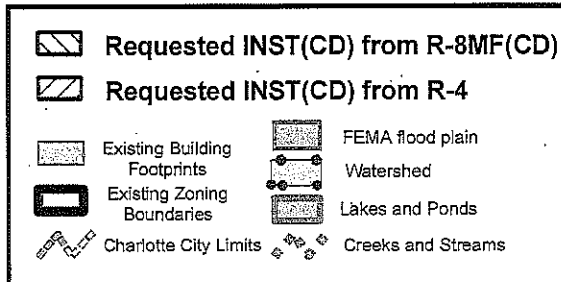 Requested INST(CD) from R-8MF(CD)
Requested INST(CD) from R-4
Existing Building
Footprints
Existing Zoning
Boundaries
Charlotte City Limits
FEMA flood plain
Watershed
Lakes and Ponds
Creeks and Streams